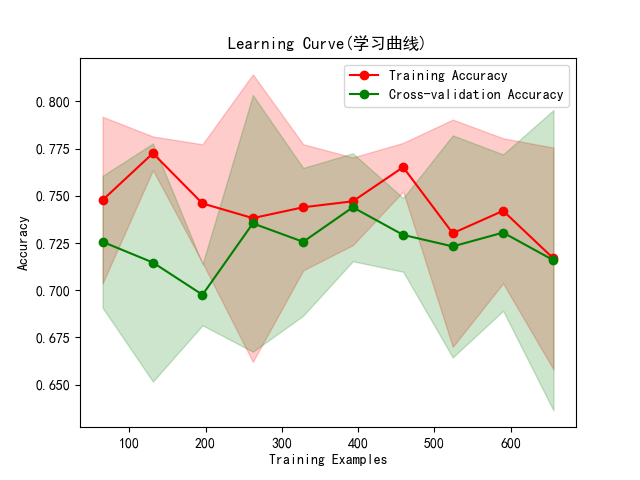 Learning Curve(学习曲线)
Training Accuracy
Cross-validation Accuracy
0.800
0.775
0.750
0.725
0.700
0.675
0.650
Accuracy
100 200 300 400 500 600
Training Examples